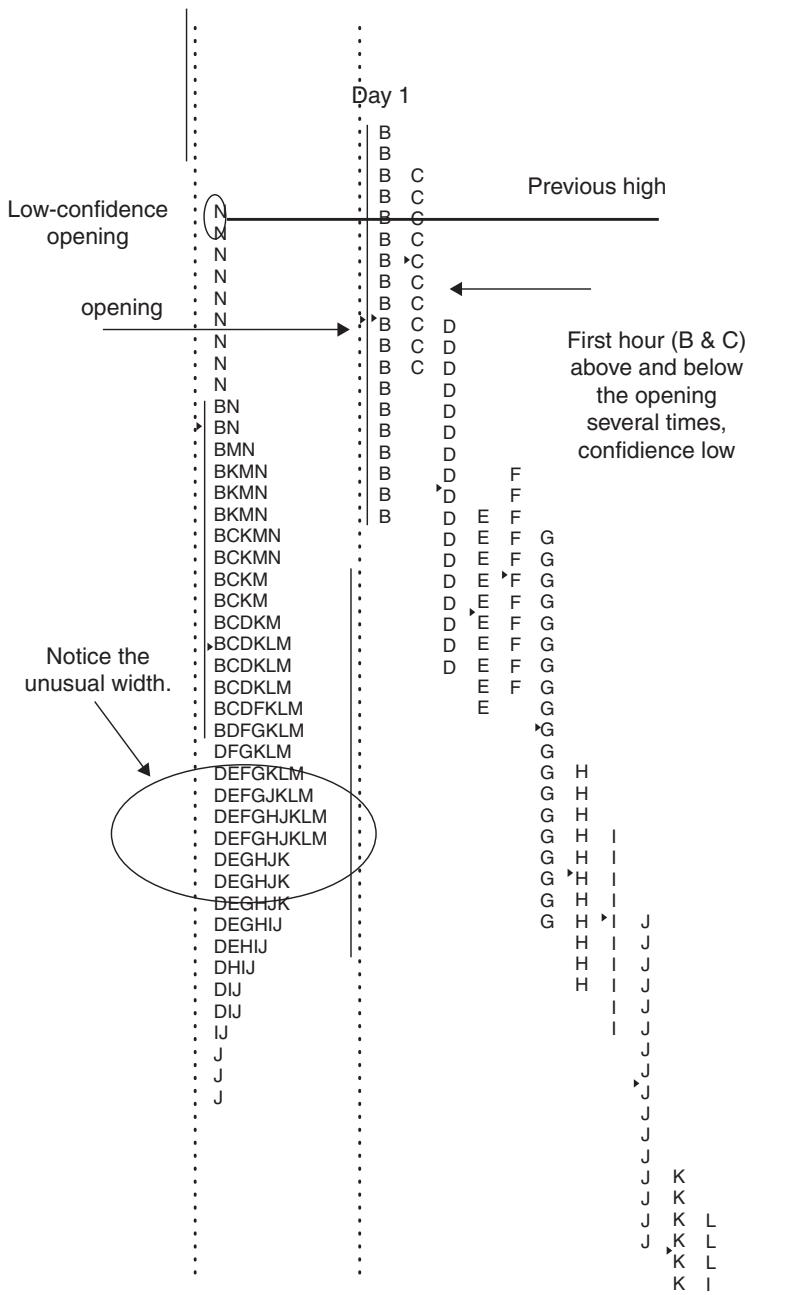 Day 1
Previous high
Low-confidence
opening
opening
First hour (B & C)
above and below
the opening
several times,
confidience low
Notice the
unusual width.
N
N
N
N
N
N
N
N
N
BN
BN
BMN
BKMN
BKMN
BKMN
BCKMN
BCKMN
BCKM
BCKM
BCDKM
BCDKLM
BCDKLM
BCDKLM
BCDFKLM
BDFGKLM
DFGKLM
DEFGKLM
DEFGJKLM
DEFGHJKLM
DEFGHJKLM
DEGHJK
DEGHJK
DEGHJK
DEGHIJ
DEHIJ
DHIJ
DIJ
DIJ
IJ
J
J
J
B
B
B C
B C
B C
B C
B C
B C
B C
B C D
B C D
B C D
B D
B D
B D
B D
B D F
B D F
B D E F
D E F G
D E F G
D E F G
D E F G
D E F G
D E F G
D E F G
E F G
E G
G
G
G H
G H
G H
G H I
G H I
G H I
G H I
G H I J
H I J
H I J
H I J
I J
I J
J
J
J
J
J
J
J K
J K
J K L
J K L
K L
K